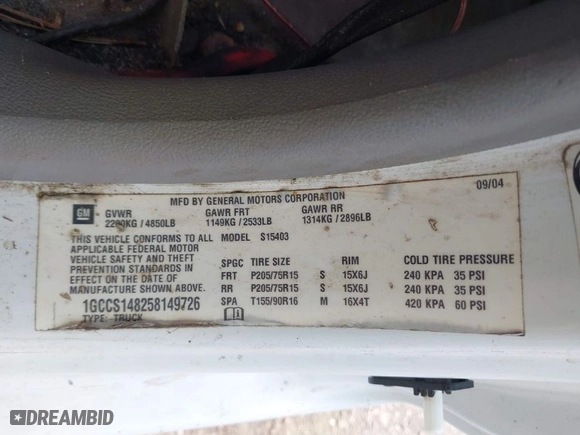 MFD BY GENERAL MOTORS CORPORATION 09/04
GM GVWR GAWR FRT GAWR RR
2200KG / 4850LB 1149KG / 2533LB 1314KG / 2896LB
THIS VEHICLE CONFORMS TO ALL
APPLICABLE FEDERAL MOTOR
VEHICLE SAFETY AND THEFT
PREVENTION STANDARDS IN
EFFECT ON THE DATE OF
MANUFACTURE SHOWN ABOVE.
1GCCS148258149726
TYPE: TRUCK
MODEL S15403
SPGC TIRE SIZE RIM COLD TIRE PRESSURE
FRT P205/75R15 S 15X6J 240 KPA 35 PSI
RR P205/75R15 S 15X6J 240 KPA 35 PSI
SPA T155/90R16 M 16X4T 420 KPA 60 PSI
DREAMBID